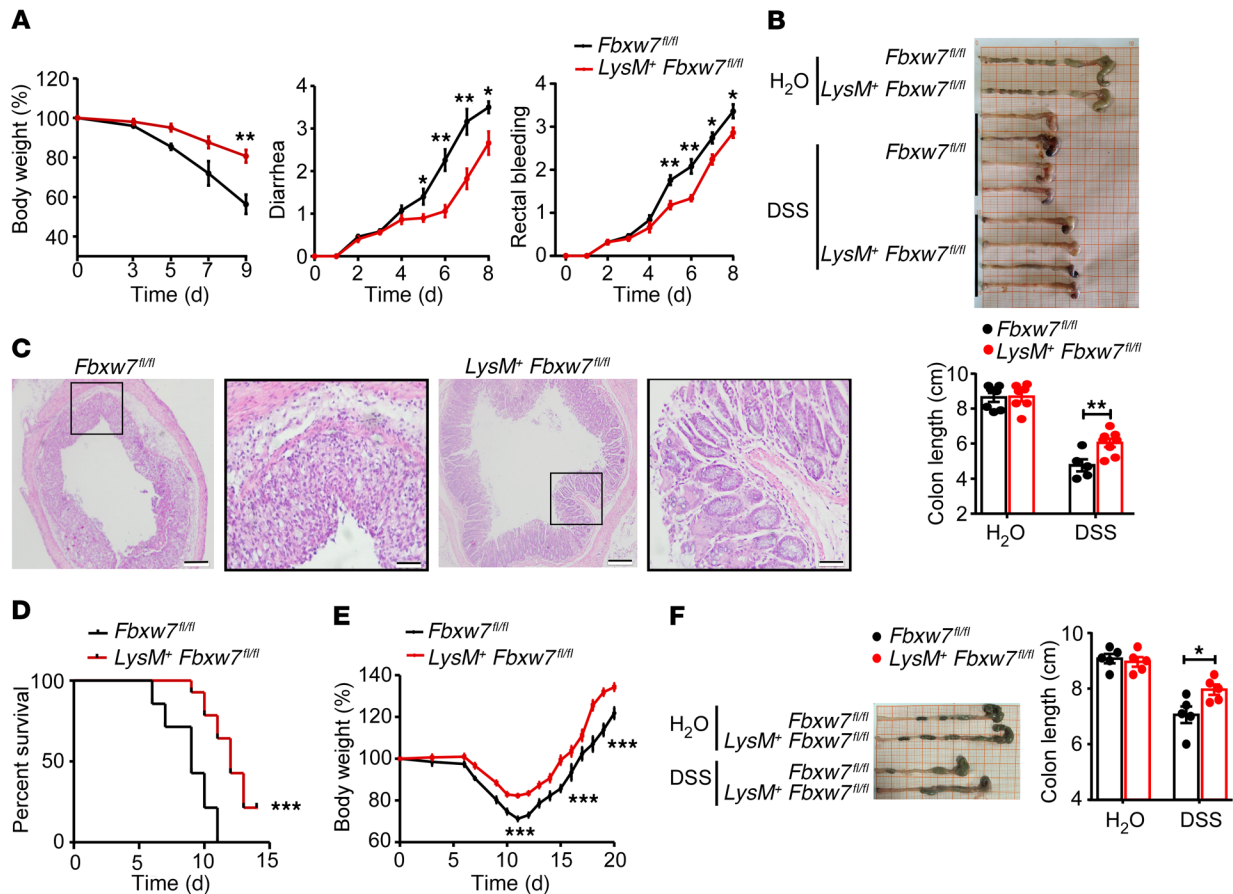 A
Fbxw7fl/fl
LysM+ Fbxw7fl/fl
Body weight (%)
100
80
60
40
0 3 5 7 9
Time (d)
**
Diarrhea
4
3
2
1
0
0 2 4 6 8
Time (d)
* ** ** *
Rectal bleeding
4
3
2
1
0
0 2 4 6 8
Time (d)
** ** * *
B
H2O
Fbxw7fl/fl
LysM+ Fbxw7fl/fl
DSS
Fbxw7fl/fl
LysM+ Fbxw7fl/fl
Fbxw7fl/fl
LysM+ Fbxw7fl/fl
Colon length (cm)
10
8
6
4
2
**
H2O DSS
C
Fbxw7fl/fl
LysM+ Fbxw7fl/fl
D
Fbxw7fl/fl
LysM+ Fbxw7fl/fl
Percent survival
100
50
0
0 5 10 15
Time (d)
***
E
Fbxw7fl/fl
LysM+ Fbxw7fl/fl
Body weight (%)
140
120
100
80
60
0 5 10 15 20
Time (d)
***
***
***
F
H2O
Fbxw7fl/fl
LysM+ Fbxw7fl/fl
DSS
Fbxw7fl/fl
LysM+ Fbxw7fl/fl
Fbxw7fl/fl
LysM+ Fbxw7fl/fl
Colon length (cm)
10
8
6
4
*
H2O DSS